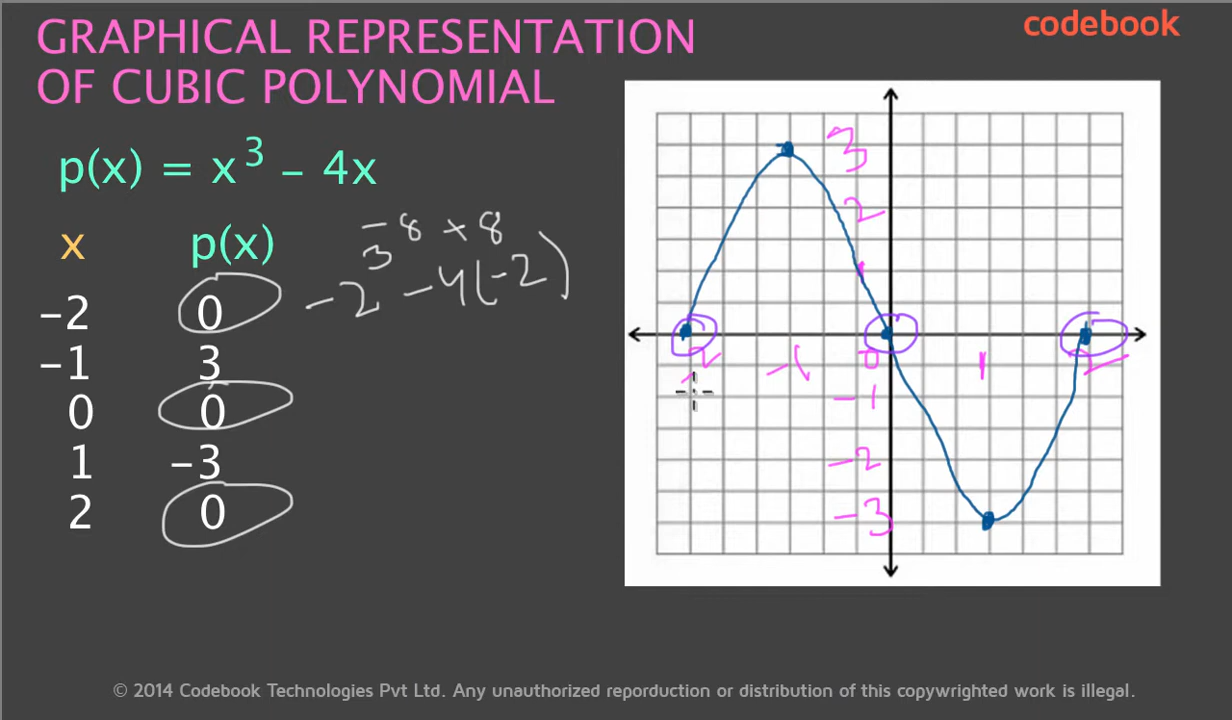 GRAPHICAL REPRESENTATION
OF CUBIC POLYNOMIAL
codebook
p(x) = x³ – 4x
x p(x)
-2 0
-1 3
0 0
1 -3
2 0
-8 + 8
-2³ -4(-2)
3
2
1
-2 -1 0 1 2
-1
-2
-3
© 2014 Codebook Technologies Pvt Ltd. Any unauthorized reporduction or distribution of this copywrighted work is illegal.